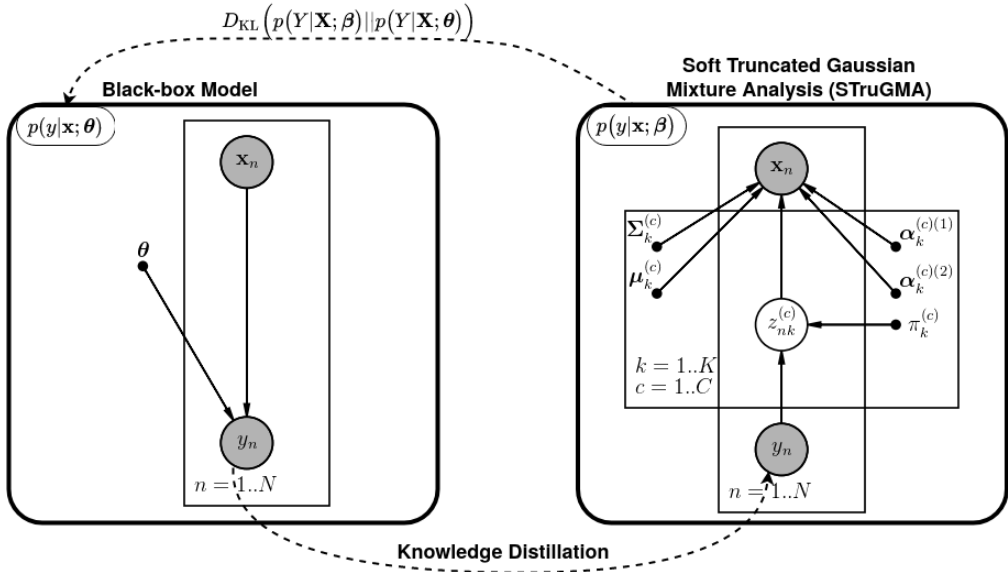 D_KL(p(Y|X; β)||p(Y|X; θ))
Black-box Model
p(y|x; θ)
x_n
θ
y_n
n = 1..N
Soft Truncated Gaussian
Mixture Analysis (STruGMA)
p(y|x; β)
x_n
Σ_k^(c)
α_k^(c)(1)
μ_k^(c)
α_k^(c)(2)
z_nk^(c)
π_k^(c)
k = 1..K
c = 1..C
y_n
n = 1..N
Knowledge Distillation